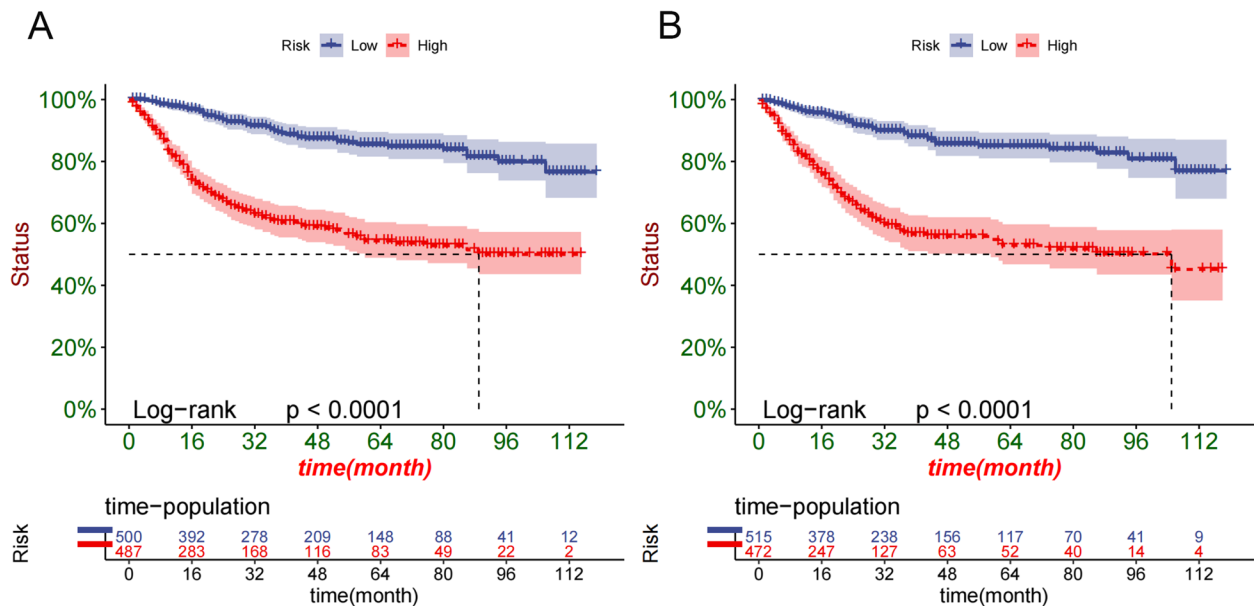 A
Risk Low High
Status
100%
80%
60%
40%
20%
0%
Log−rank p < 0.0001
0 16 32 48 64 80 96 112
time(month)
time−population
Risk
500 392 278 209 148 88 41 12
487 283 168 116 83 49 22 2
0 16 32 48 64 80 96 112
time(month)
B
Risk Low High
Status
100%
80%
60%
40%
20%
0%
Log−rank p < 0.0001
0 16 32 48 64 80 96 112
time(month)
time−population
Risk
515 378 238 156 117 70 41 9
472 247 127 63 52 40 14 4
0 16 32 48 64 80 96 112
time(month)